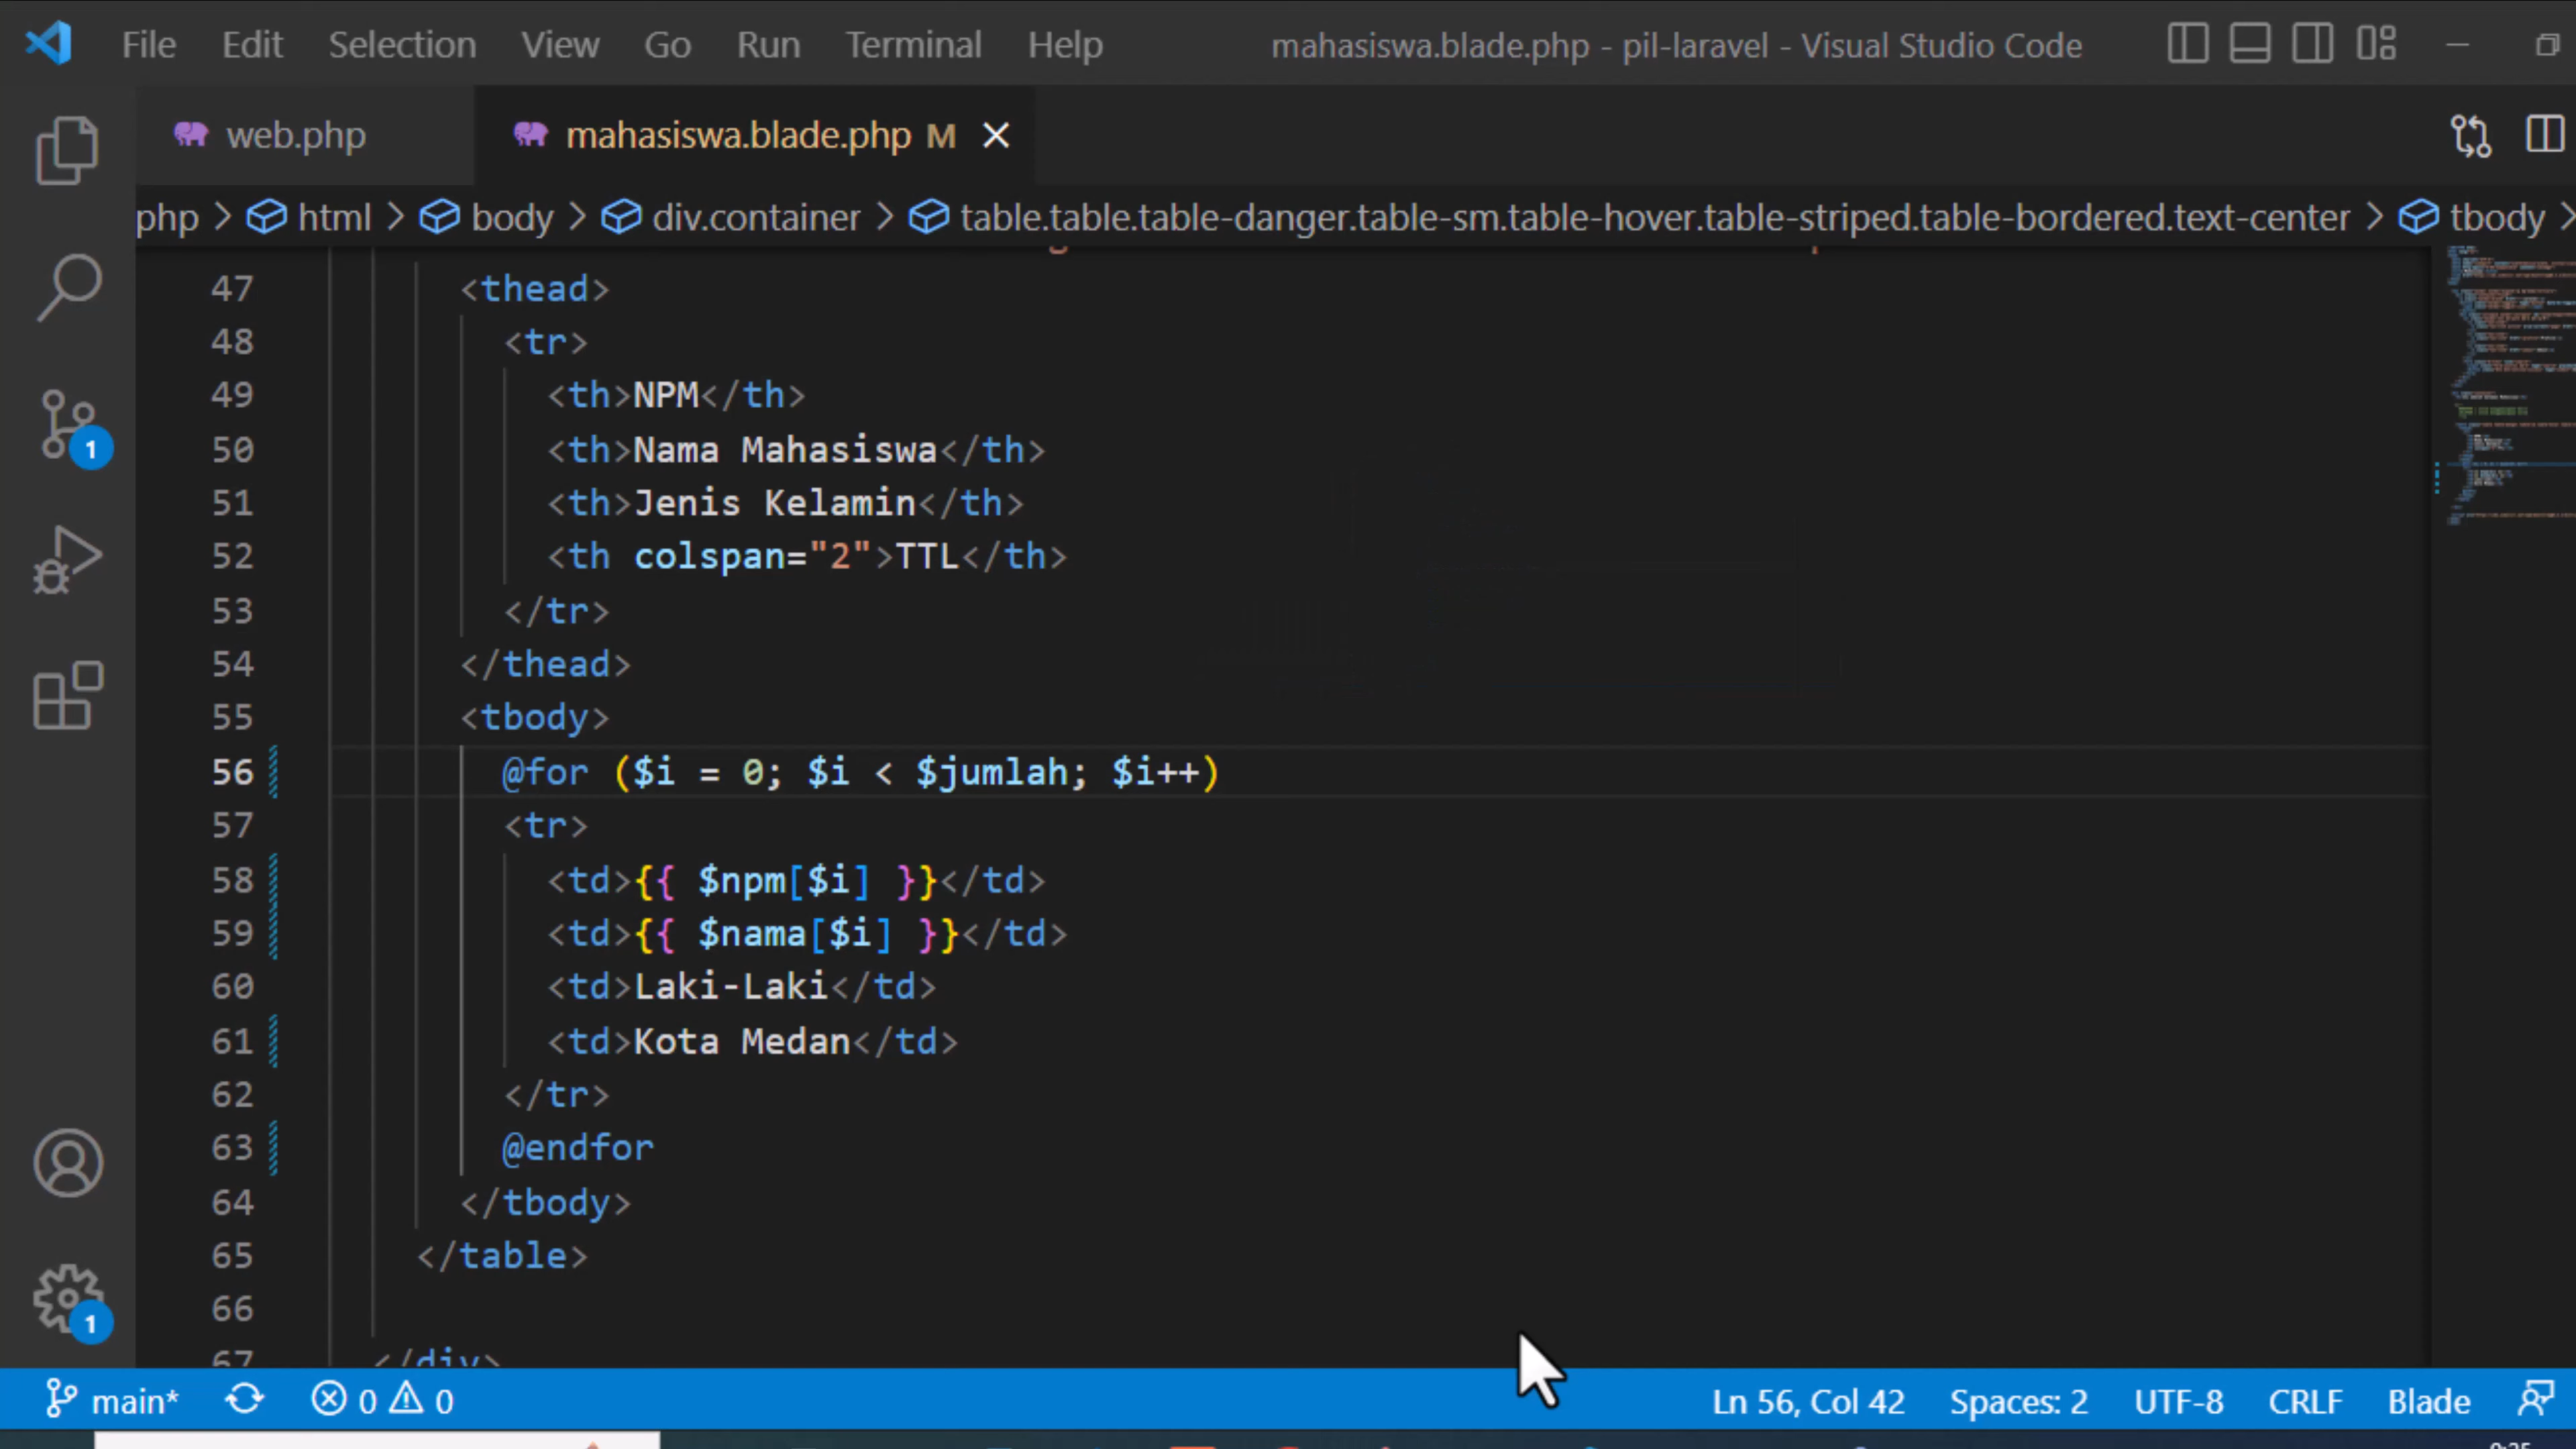 File Edit Selection View Go Run Terminal Help mahasiswa.blade.php - pil-laravel - Visual Studio Code
web.php mahasiswa.blade.php M
php > html > body > div.container > table.table.table-danger.table-sm.table-hover.table-striped.table-bordered.text-center > tbody >
47 <thead>
48 <tr>
49 <th>NPM</th>
50 <th>Nama Mahasiswa</th>
51 <th>Jenis Kelamin</th>
52 <th colspan="2">TTL</th>
53 </tr>
54 </thead>
55 <tbody>
56 @for ($i = 0; $i < $jumlah; $i++)
57 <tr>
58 <td>{{ $npm[$i] }}</td>
59 <td>{{ $nama[$i] }}</td>
60 <td>Laki-Laki</td>
61 <td>Kota Medan</td>
62 </tr>
63 @endfor
64 </tbody>
65 </table>
66
67 </div>
1
1
main* 0 0 Ln 56, Col 42 Spaces: 2 UTF-8 CRLF Blade